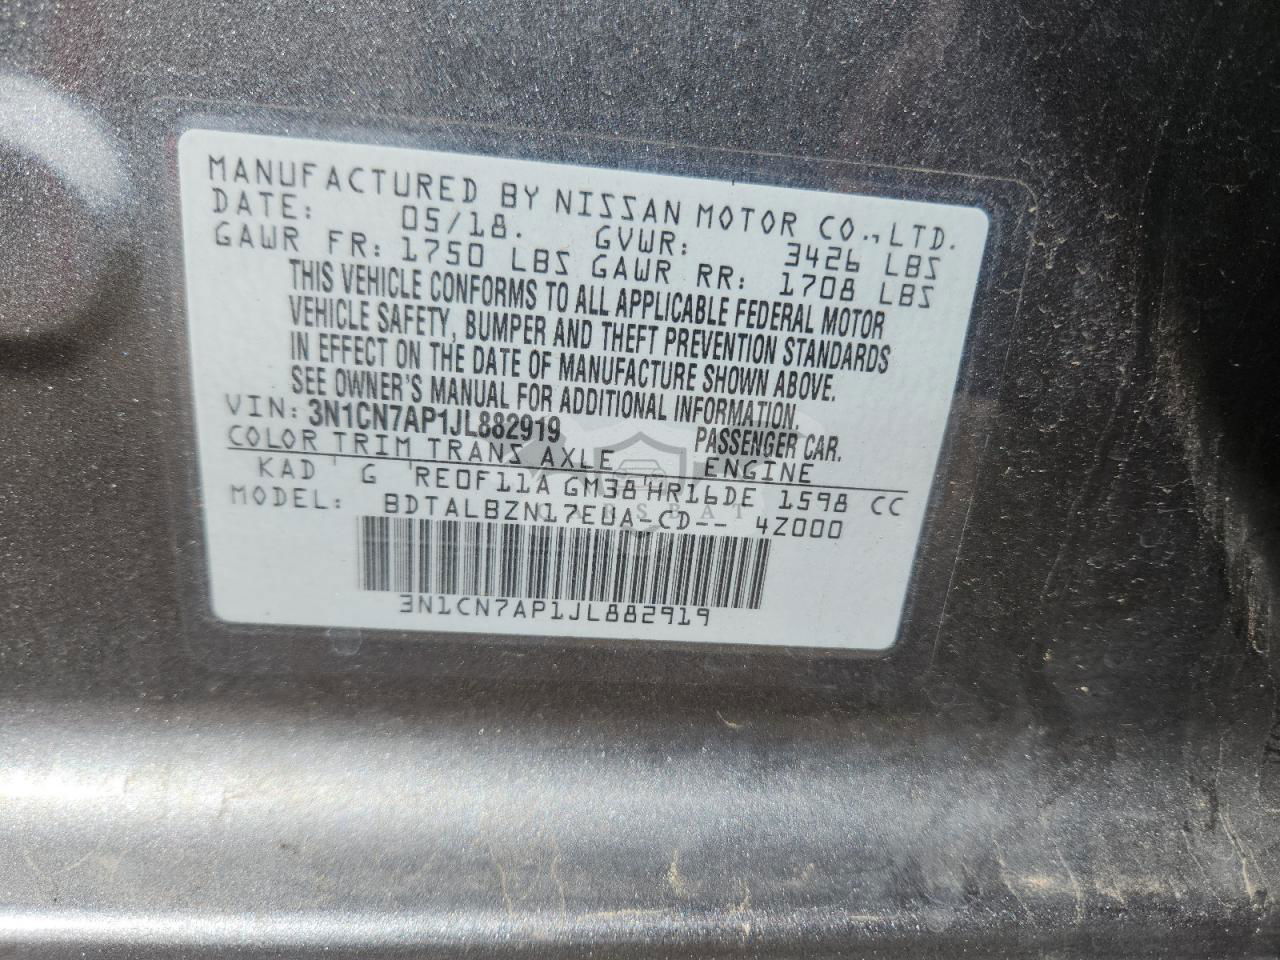 MANUFACTURED BY NISSAN MOTOR CO.,LTD.
DATE: 05/18. GVWR: 3426 LBS
GAWR FR: 1750 LBS GAWR RR: 1708 LBS
THIS VEHICLE CONFORMS TO ALL APPLICABLE FEDERAL MOTOR
VEHICLE SAFETY, BUMPER AND THEFT PREVENTION STANDARDS
IN EFFECT ON THE DATE OF MANUFACTURE SHOWN ABOVE.
SEE OWNER'S MANUAL FOR ADDITIONAL INFORMATION.
VIN: 3N1CN7AP1JL882919 PASSENGER CAR.
COLOR TRIM TRANS AXLE ENGINE
KAD G RE0F11A GM38 HR16DE 1598 CC
MODEL: BDTALBZN17EUA-CD-- 4Z000
3N1CN7AP1JL882919
CARSBAT